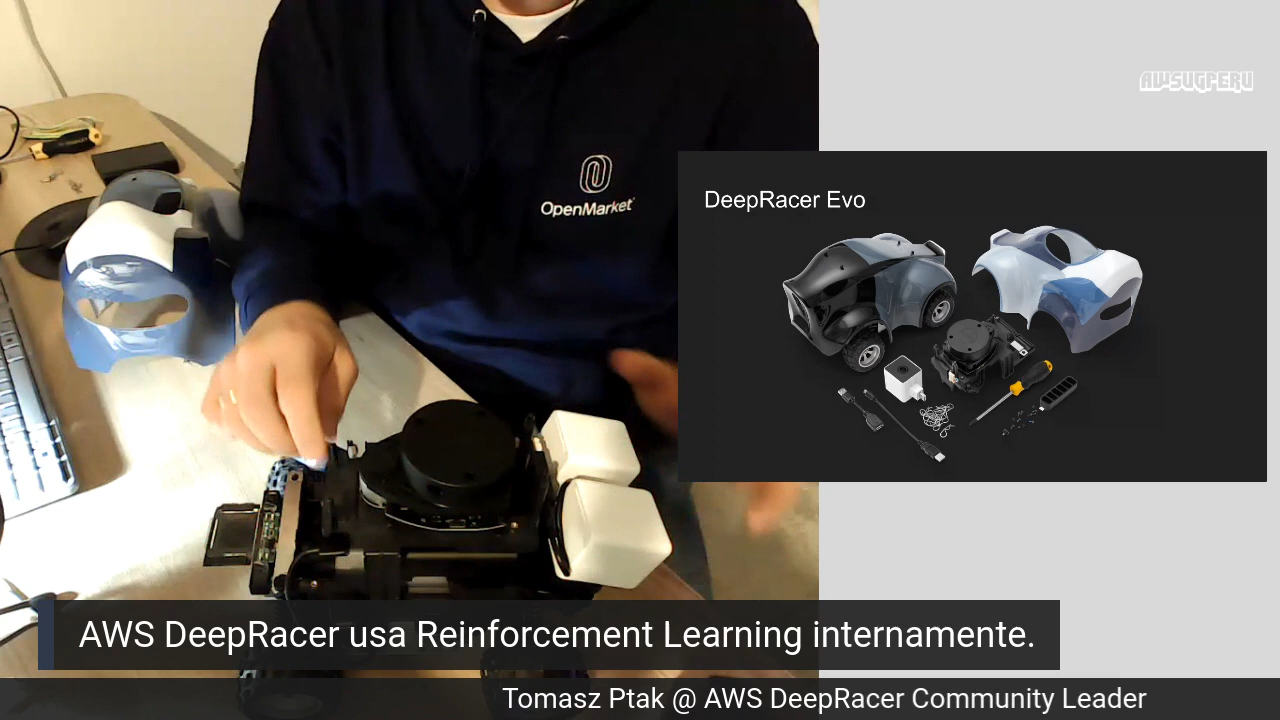 AWSUGPERU
OpenMarket
DeepRacer Evo
AWS DeepRacer usa Reinforcement Learning internamente.
Tomasz Ptak @ AWS DeepRacer Community Leader